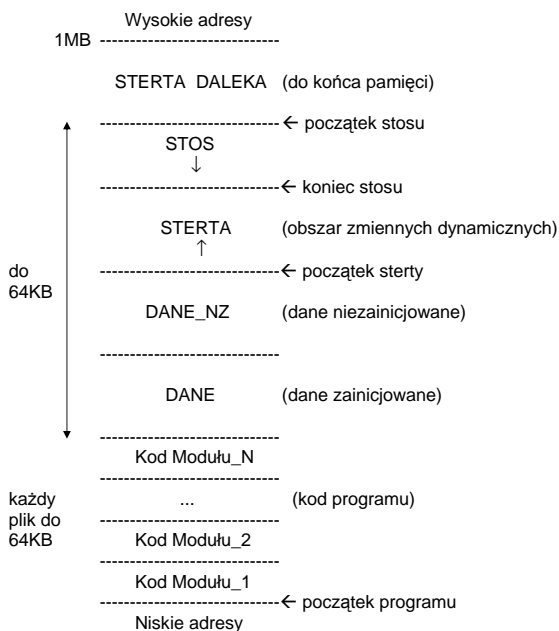 Wysokie adresy
1MB ------------------------------
STERTA DALEKA (do końca pamięci)
------------------------------ ← początek stosu
STOS
↓
------------------------------ ← koniec stosu
STERTA (obszar zmiennych dynamicznych)
↑
------------------------------ ← początek sterty
do
64KB
DANE_NZ (dane niezainicjowane)
------------------------------
DANE (dane zainicjowane)
------------------------------
Kod Modułu_N
------------------------------
każdy
plik do
64KB
... (kod programu)
------------------------------
Kod Modułu_2
------------------------------
Kod Modułu_1
------------------------------ ← początek programu
Niskie adresy